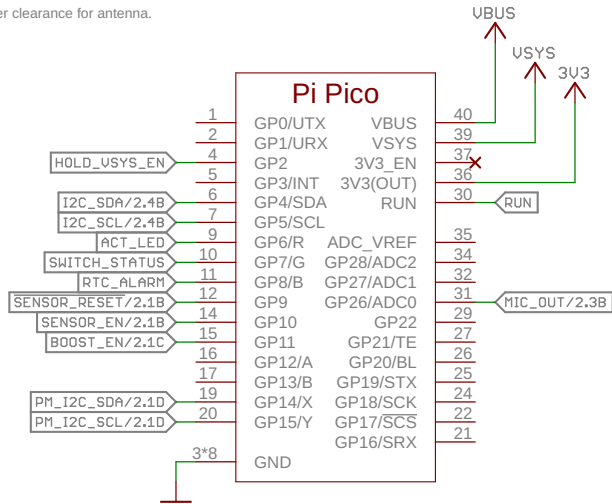 er clearance for antenna.
VBUS
VSYS
3V3
Pi Pico
1 GP0/UTX VBUS 40
2 GP1/URX VSYS 39
HOLD_VSYS_EN 4 GP2 3V3_EN 37
5 GP3/INT 3V3(OUT) 36
I2C_SDA/2.4B 6 GP4/SDA RUN 30 RUN
I2C_SCL/2.4B 7 GP5/SCL
ACT_LED 9 GP6/R ADC_VREF 35
SWITCH_STATUS 10 GP7/G GP28/ADC2 34
RTC_ALARM 11 GP8/B GP27/ADC1 32
SENSOR_RESET/2.1B 12 GP9 GP26/ADC0 31 MIC_OUT/2.3B
SENSOR_EN/2.1B 14 GP10 GP22 29
BOOST_EN/2.1C 15 GP11 GP21/TE 27
16 GP12/A GP20/BL 26
17 GP13/B GP19/STX 25
PM_I2C_SDA/2.1D 19 GP14/X GP18/SCK 24
PM_I2C_SCL/2.1D 20 GP15/Y GP17/SCS 22
GP16/SRX 21
3*8 GND